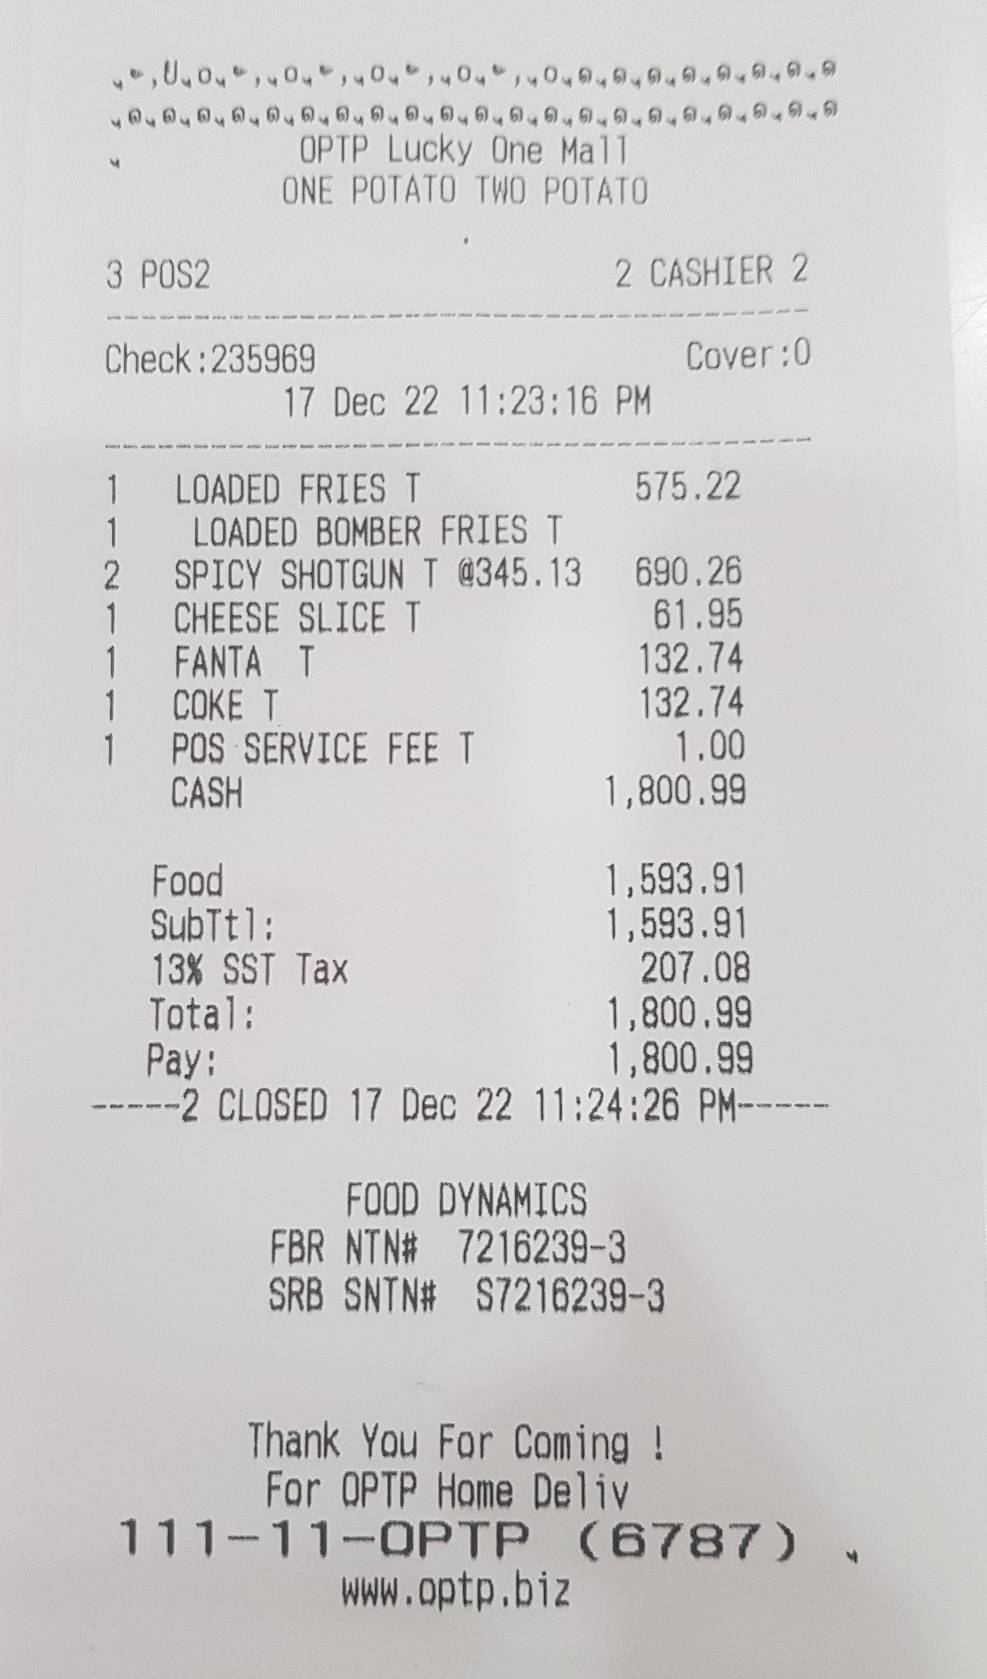 OPTP Lucky One Mall
ONE POTATO TWO POTATO
3 POS2 2 CASHIER 2
Check:235969 Cover:0
17 Dec 22 11:23:16 PM
1 LOADED FRIES T 575.22
1 LOADED BOMBER FRIES T
2 SPICY SHOTGUN T @345.13 690.26
1 CHEESE SLICE T 61.95
1 FANTA T 132.74
1 COKE T 132.74
1 POS SERVICE FEE T 1.00
CASH 1,800.99
Food 1,593.91
SubTtl: 1,593.91
13% SST Tax 207.08
Total: 1,800.99
Pay: 1,800.99
-----2 CLOSED 17 Dec 22 11:24:26 PM-----
FOOD DYNAMICS
FBR NTN# 7216239-3
SRB SNTN# S7216239-3
Thank You For Coming !
For OPTP Home Deliv
111-11-OPTP (6787)
www.optp.biz